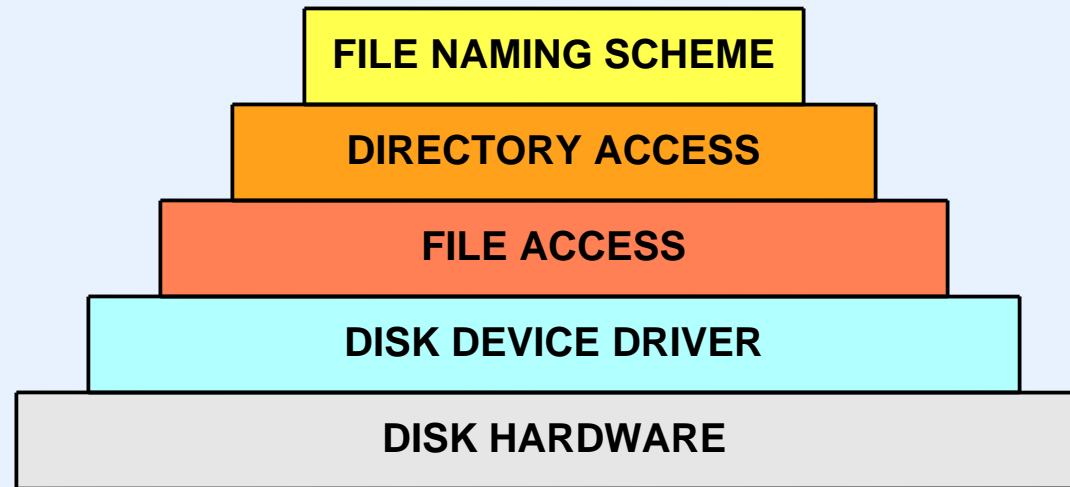 FILE NAMING SCHEME
DIRECTORY ACCESS
FILE ACCESS
DISK DEVICE DRIVER
DISK HARDWARE